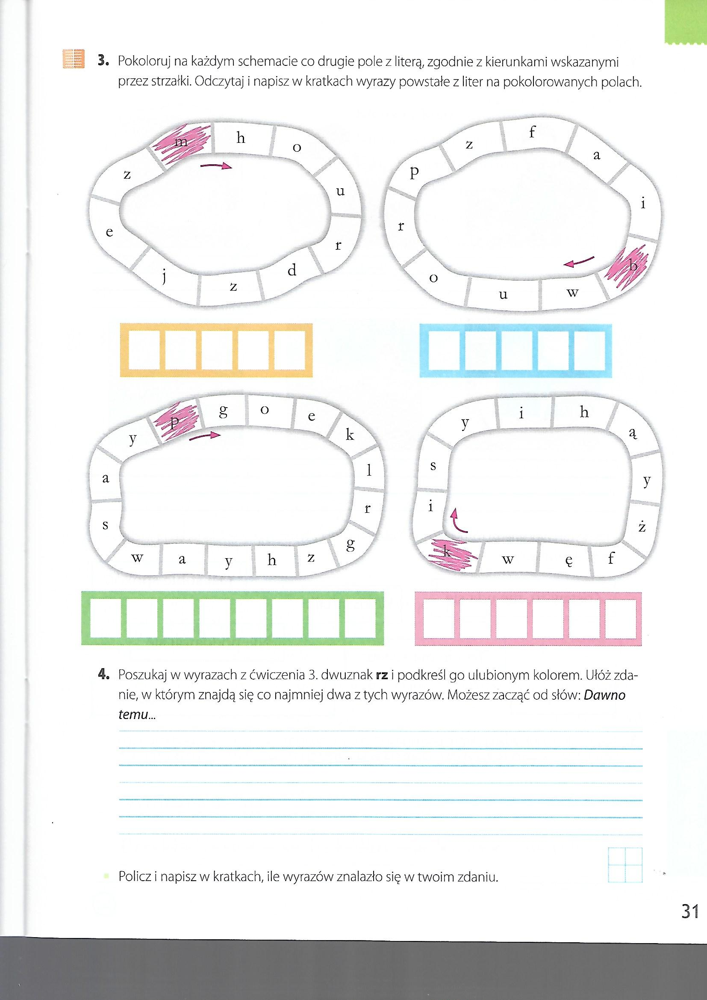 3. Pokoloruj na każdym schemacie co drugie pole z literą, zgodnie z kierunkami wskazanymi
przez strzałki. Odczytaj i napisz w kratkach wyrazy powstałe z liter na pokolorowanych polach.
m h o u r d z j e z
b w u o r p z f a i
p g o e k l r g z h y a w s a y
k i s y i h ą y ż f ę w
4. Poszukaj w wyrazach z ćwiczenia 3. dwuznak rz i podkreśl go ulubionym kolorem. Ułóż zda-
nie, w którym znajdą się co najmniej dwa z tych wyrazów. Możesz zacząć od słów: Dawno
temu...
Policz i napisz w kratkach, ile wyrazów znalazło się w twoim zdaniu.
31